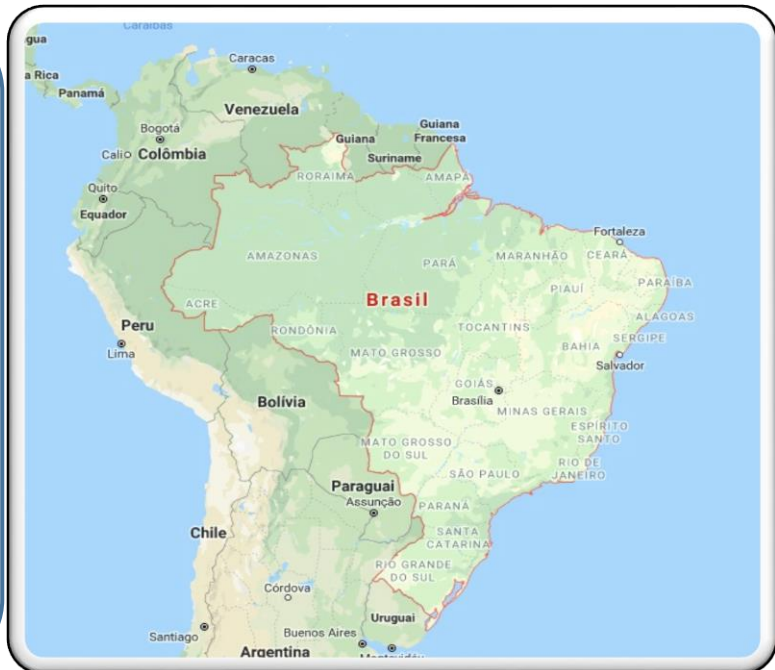 Caraíbas
gua
a Rica
Panamá
Caracas
Venezuela
Bogotá
Cali
Colômbia
Guiana
Guiana
Francesa
Suriname
Quito
Equador
RORAIMA
AMAPÁ
Fortaleza
AMAZONAS
PARÁ
MARANHÃO
CEARÁ
PIAUÍ
PARAÍBA
ACRE
Brasil
ALAGOAS
Peru
RONDÔNIA
TOCANTINS
SERGIPE
Lima
MATO GROSSO
BAHIA
Salvador
GOIÁS
Brasília
Bolívia
MINAS GERAIS
ESPÍRITO
SANTO
MATO GROSSO
DO SUL
SÃO PAULO
RIO DE
JANEIRO
Paraguai
Assunção
PARANÁ
Chile
SANTA
CATARINA
RIO GRANDE
DO SUL
Córdova
Uruguai
Santiago
Buenos Aires
Argentina
Montevidéu